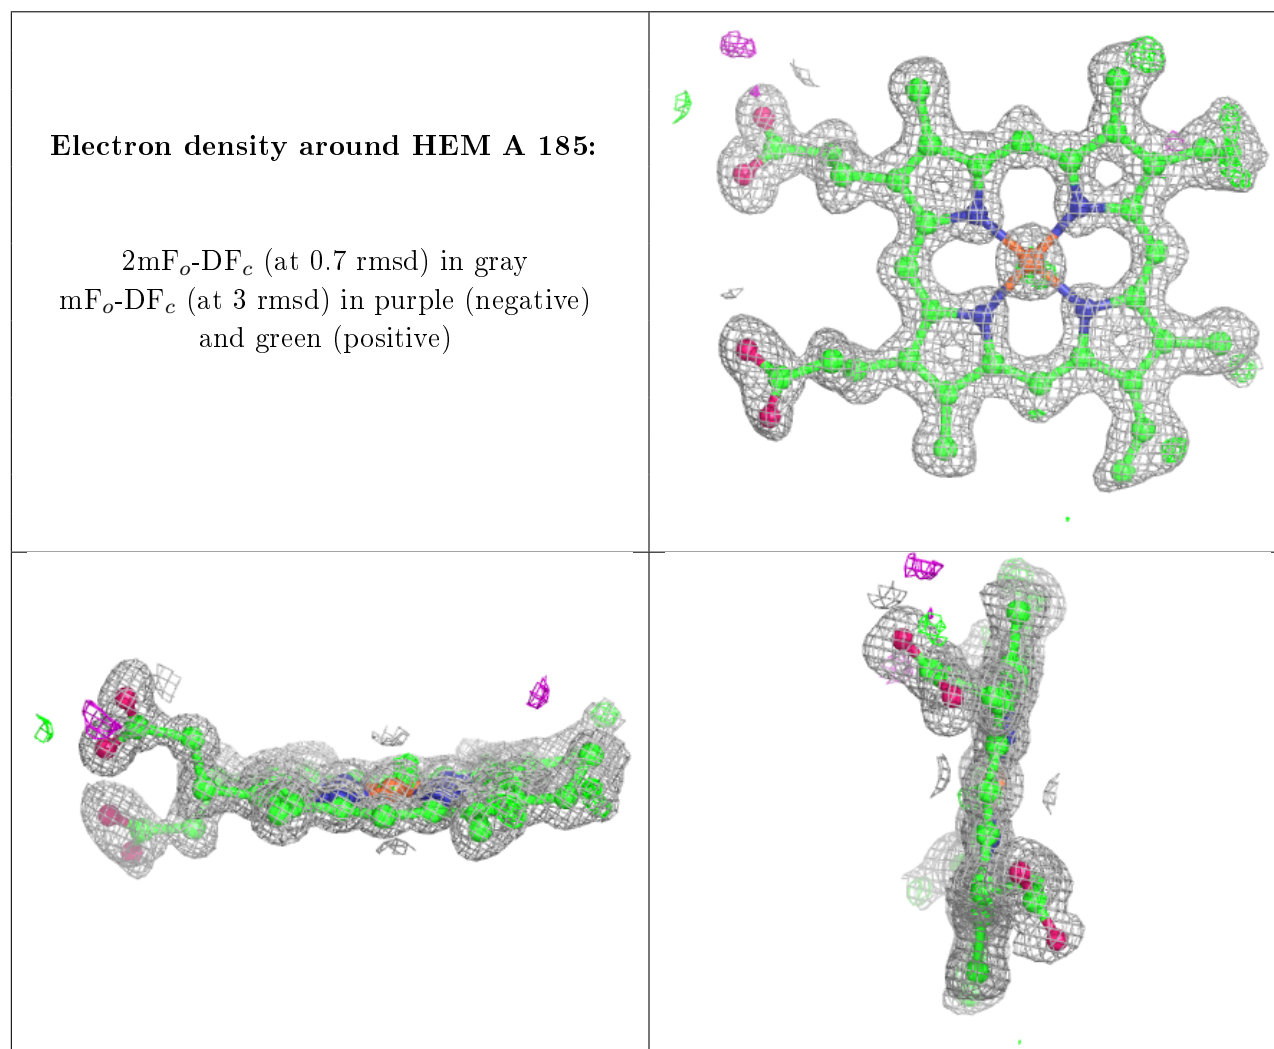 Electron density around HEM A 185:
2mFo-DFc (at 0.7 rmsd) in gray
mFo-DFc (at 3 rmsd) in purple (negative)
and green (positive)